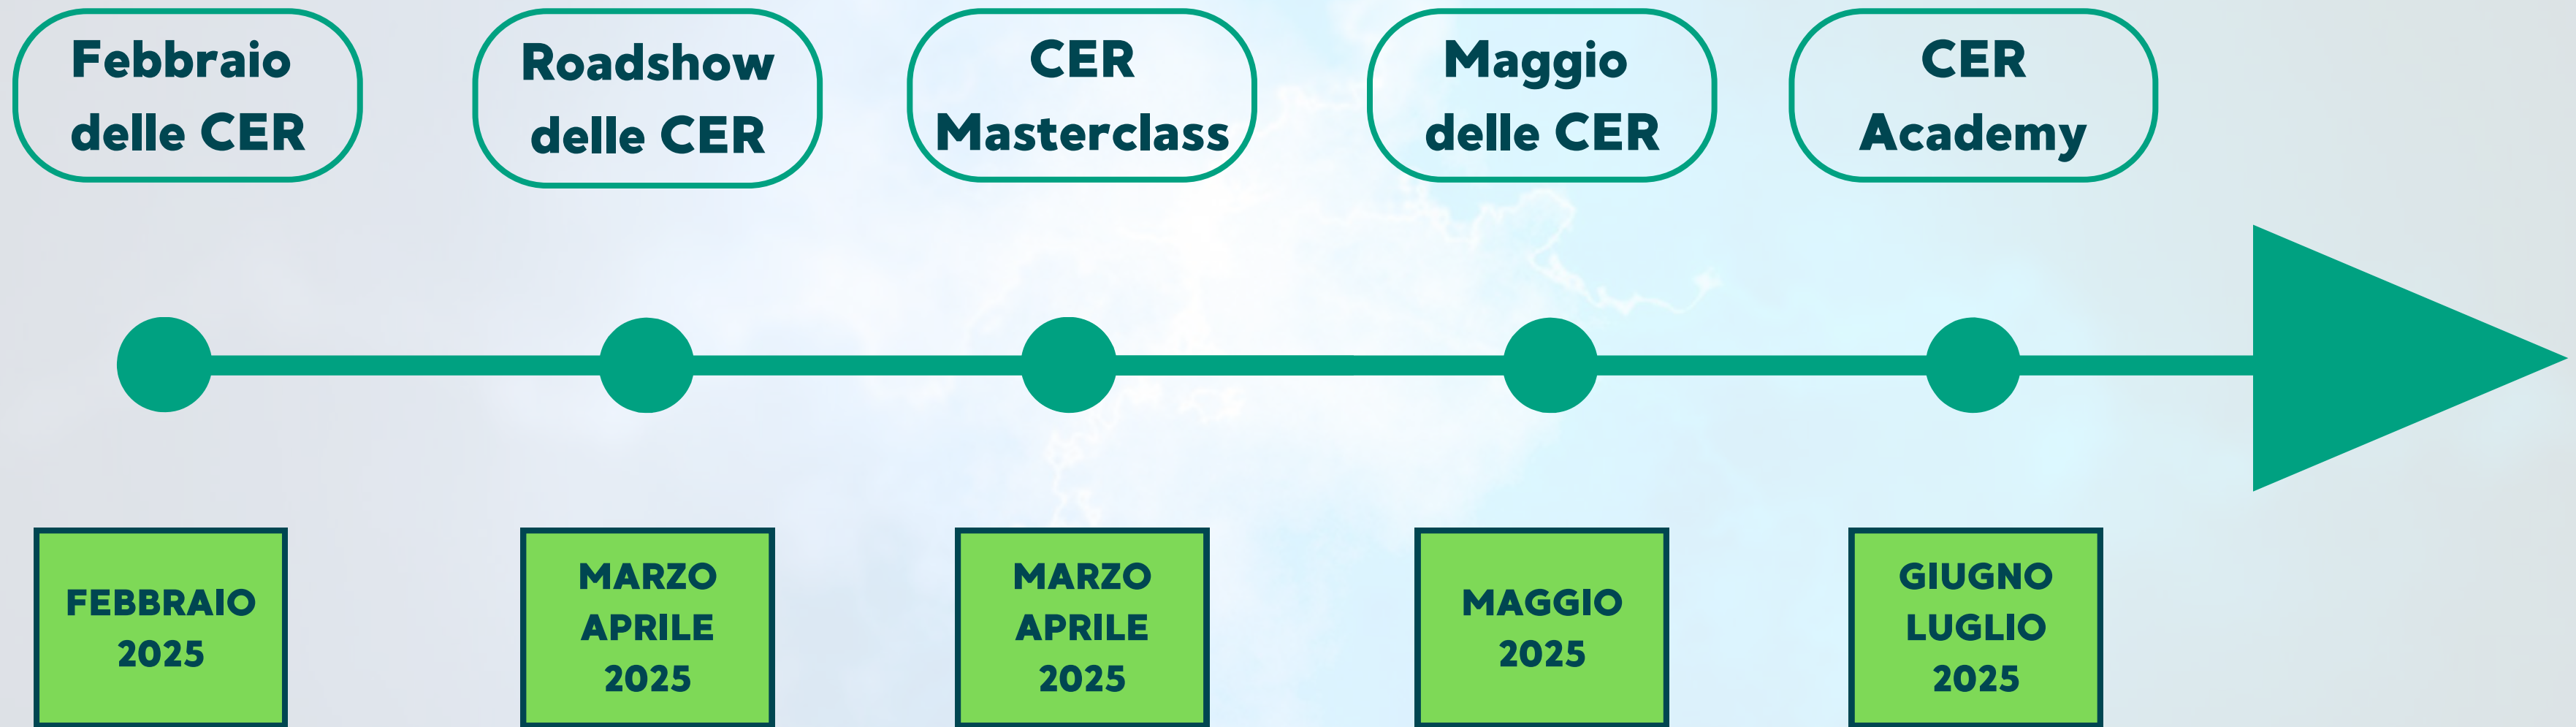 Febbraio
delle CER
Roadshow
delle CER
CER
Masterclass
Maggio
delle CER
CER
Academy
FEBBRAIO
2025
MARZO
APRILE
2025
MARZO
APRILE
2025
MAGGIO
2025
GIUGNO
LUGLIO
2025